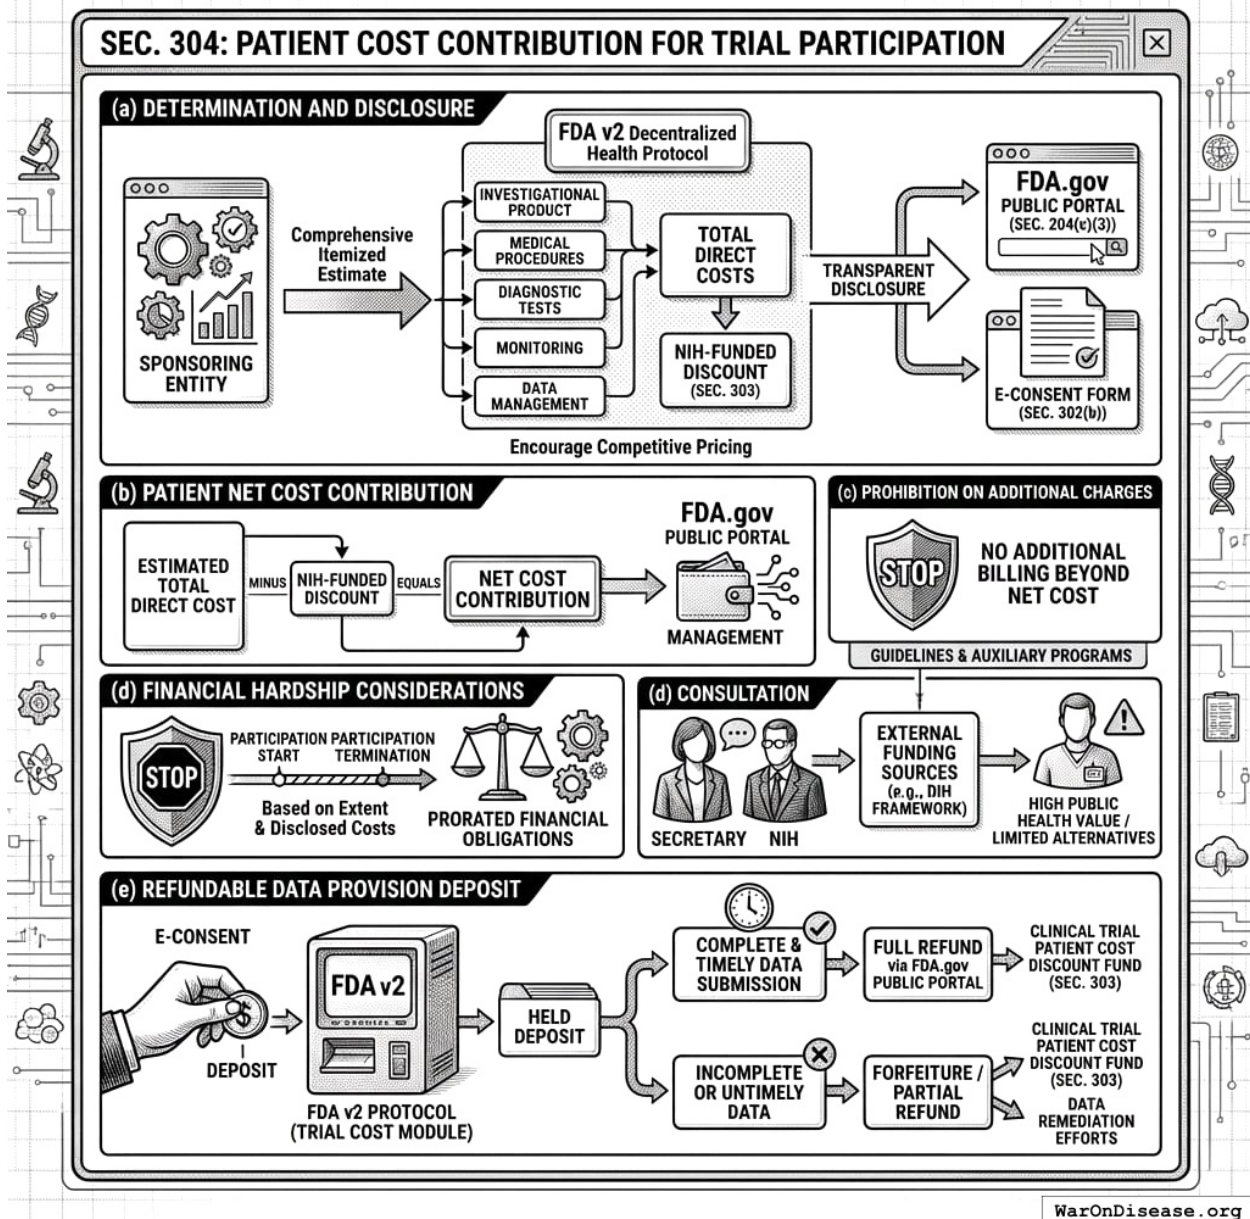 SEC. 304: PATIENT COST CONTRIBUTION FOR TRIAL PARTICIPATION
(a) DETERMINATION AND DISCLOSURE
SPONSORING
ENTITY
Comprehensive
Itemized
Estimate
FDA v2 Decentralized
Health Protocol
INVESTIGATIONAL
PRODUCT
MEDICAL
PROCEDURES
DIAGNOSTIC
TESTS
MONITORING
DATA
MANAGEMENT
TOTAL
DIRECT
COSTS
NIH-FUNDED
DISCOUNT
(SEC. 303)
Encourage Competitive Pricing
TRANSPARENT
DISCLOSURE
FDA.gov
PUBLIC PORTAL
(SEC. 204(c)(3))
E-CONSENT FORM
(SEC. 302(b))
(b) PATIENT NET COST CONTRIBUTION
ESTIMATED
TOTAL
DIRECT COST
MINUS
NIH-FUNDED
DISCOUNT
EQUALS
NET COST
CONTRIBUTION
FDA.gov
PUBLIC PORTAL
MANAGEMENT
(c) PROHIBITION ON ADDITIONAL CHARGES
STOP
NO ADDITIONAL
BILLING BEYOND
NET COST
GUIDELINES & AUXILIARY PROGRAMS
(d) FINANCIAL HARDSHIP CONSIDERATIONS
STOP
PARTICIPATION
START
PARTICIPATION
TERMINATION
Based on Extent
& Disclosed Costs
PRORATED FINANCIAL
OBLIGATIONS
(d) CONSULTATION
SECRETARY
NIH
EXTERNAL
FUNDING
SOURCES
(e.g., DIH
FRAMEWORK)
HIGH PUBLIC
HEALTH VALUE /
LIMITED ALTERNATIVES
(e) REFUNDABLE DATA PROVISION DEPOSIT
E-CONSENT
DEPOSIT
FDA v2
FDA v2 PROTOCOL
(TRIAL COST MODULE)
HELD
DEPOSIT
COMPLETE &
TIMELY DATA
SUBMISSION
FULL REFUND
via FDA.gov
PUBLIC PORTAL
CLINICAL TRIAL
PATIENT COST
DISCOUNT FUND
(SEC. 303)
INCOMPLETE
OR UNTIMELY
DATA
FORFEITURE /
PARTIAL
REFUND
CLINICAL TRIAL
PATIENT COST
DISCOUNT FUND
(SEC. 303)
DATA
REMEDIATION
EFFORTS
WarOnDisease.org